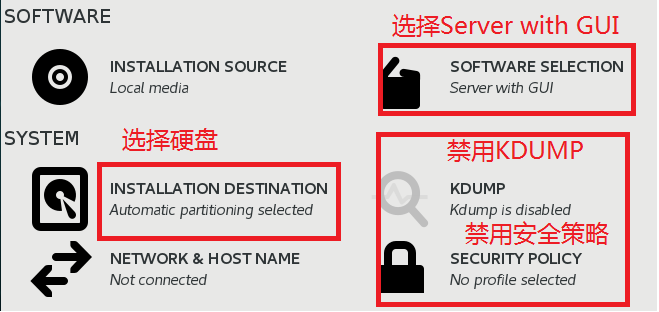 SOFTWARE
选择Server with GUI
INSTALLATION SOURCE
Local media
SOFTWARE SELECTION
Server with GUI
SYSTEM
选择硬盘
禁用KDUMP
INSTALLATION DESTINATION
Automatic partitioning selected
KDUMP
Kdump is disabled
禁用安全策略
NETWORK & HOST NAME
Not connected
SECURITY POLICY
No profile selected